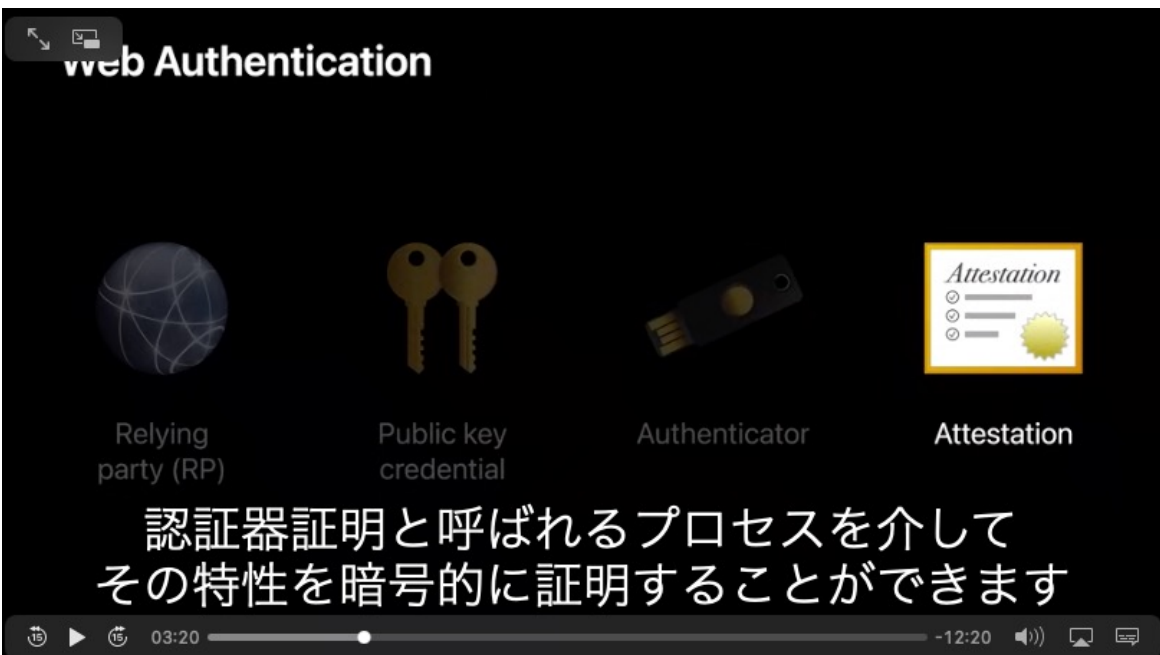 Web Authentication
Attestation
Relying
party (RP)
Public key
credential
Authenticator
Attestation
認証器証明と呼ばれるプロセスを介して
その特性を暗号的に証明することができます
15
15
03:20
-12:20